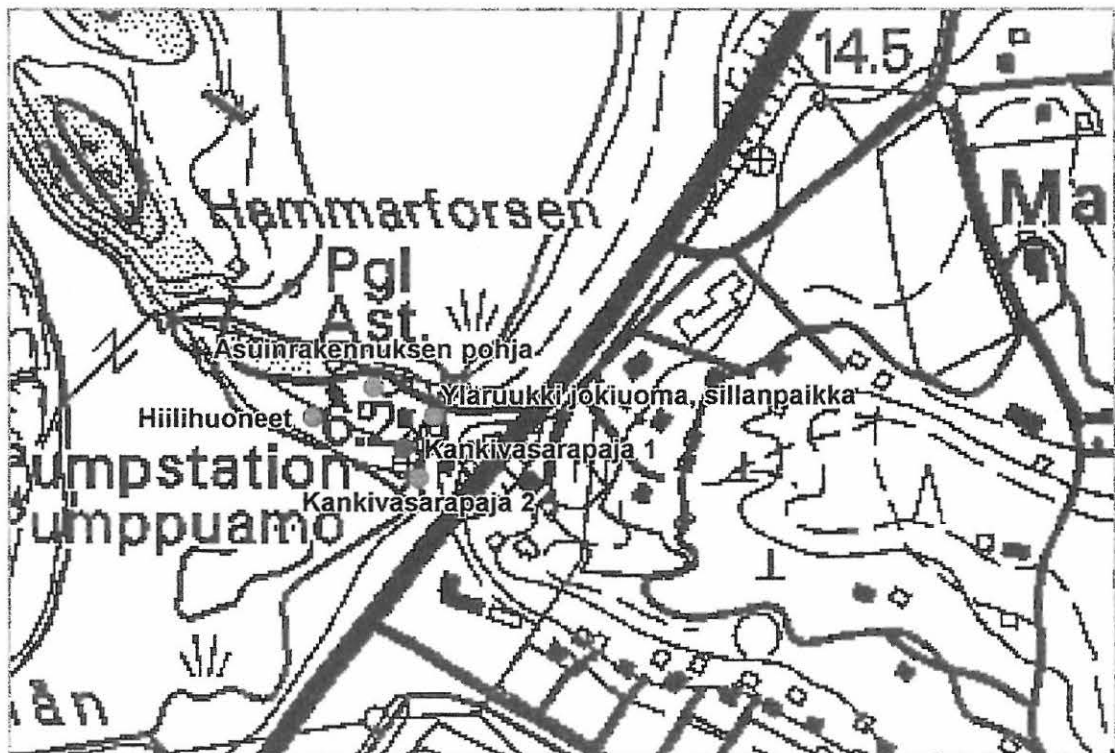 14.5
Ma
Hammarforsen
Pgl
Ast.
Asuinrakennuksen pohja
Yläruukki jokiuoma, sillanpaikka
Hiilihuoneet
6.2
Kankivasarapaja 1
umpstation
Kankivasarapaja 2
umppuamo
ån